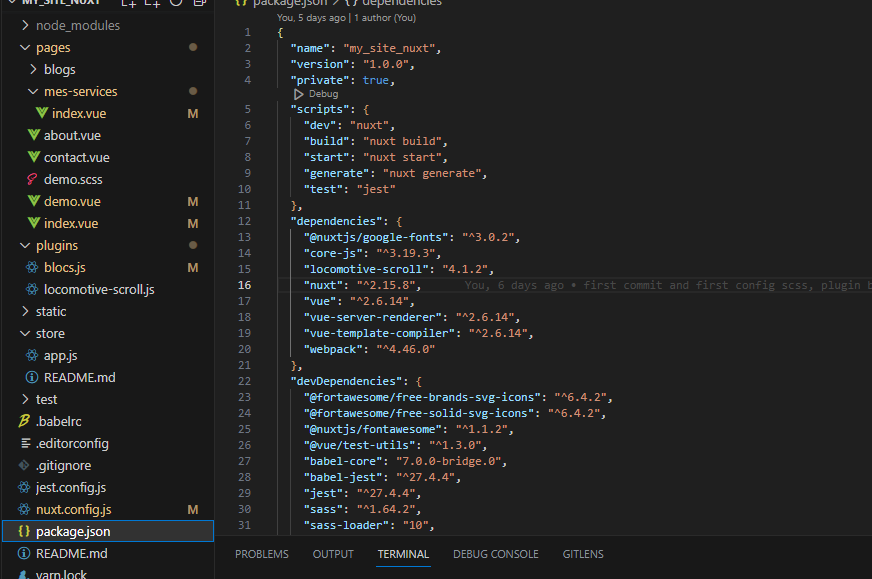 MY_SITE_NUXT
node_modules
pages
blogs
mes-services
index.vue M
about.vue
contact.vue
demo.scss
demo.vue M
index.vue M
plugins
blocs.js M
locomotive-scroll.js
static
store
app.js
README.md
test
.babelrc
.editorconfig
.gitignore
jest.config.js
nuxt.config.js M
package.json
README.md
yarn.lock
package.json > { } dependencies
You, 5 days ago | 1 author (You)
1 {
2 "name": "my_site_nuxt",
3 "version": "1.0.0",
4 "private": true,
Debug
5 "scripts": {
6 "dev": "nuxt",
7 "build": "nuxt build",
8 "start": "nuxt start",
9 "generate": "nuxt generate",
10 "test": "jest"
11 },
12 "dependencies": {
13 "@nuxtjs/google-fonts": "^3.0.2",
14 "core-js": "^3.19.3",
15 "locomotive-scroll": "4.1.2",
16 "nuxt": "^2.15.8", You, 6 days ago • first commit and first config scss, plugin b
17 "vue": "^2.6.14",
18 "vue-server-renderer": "^2.6.14",
19 "vue-template-compiler": "^2.6.14",
20 "webpack": "^4.46.0"
21 },
22 "devDependencies": {
23 "@fortawesome/free-brands-svg-icons": "^6.4.2",
24 "@fortawesome/free-solid-svg-icons": "^6.4.2",
25 "@nuxtjs/fontawesome": "^1.1.2",
26 "@vue/test-utils": "^1.3.0",
27 "babel-core": "7.0.0-bridge.0",
28 "babel-jest": "^27.4.4",
29 "jest": "^27.4.4",
30 "sass": "^1.64.2",
31 "sass-loader": "10",
PROBLEMS OUTPUT TERMINAL DEBUG CONSOLE GITLENS